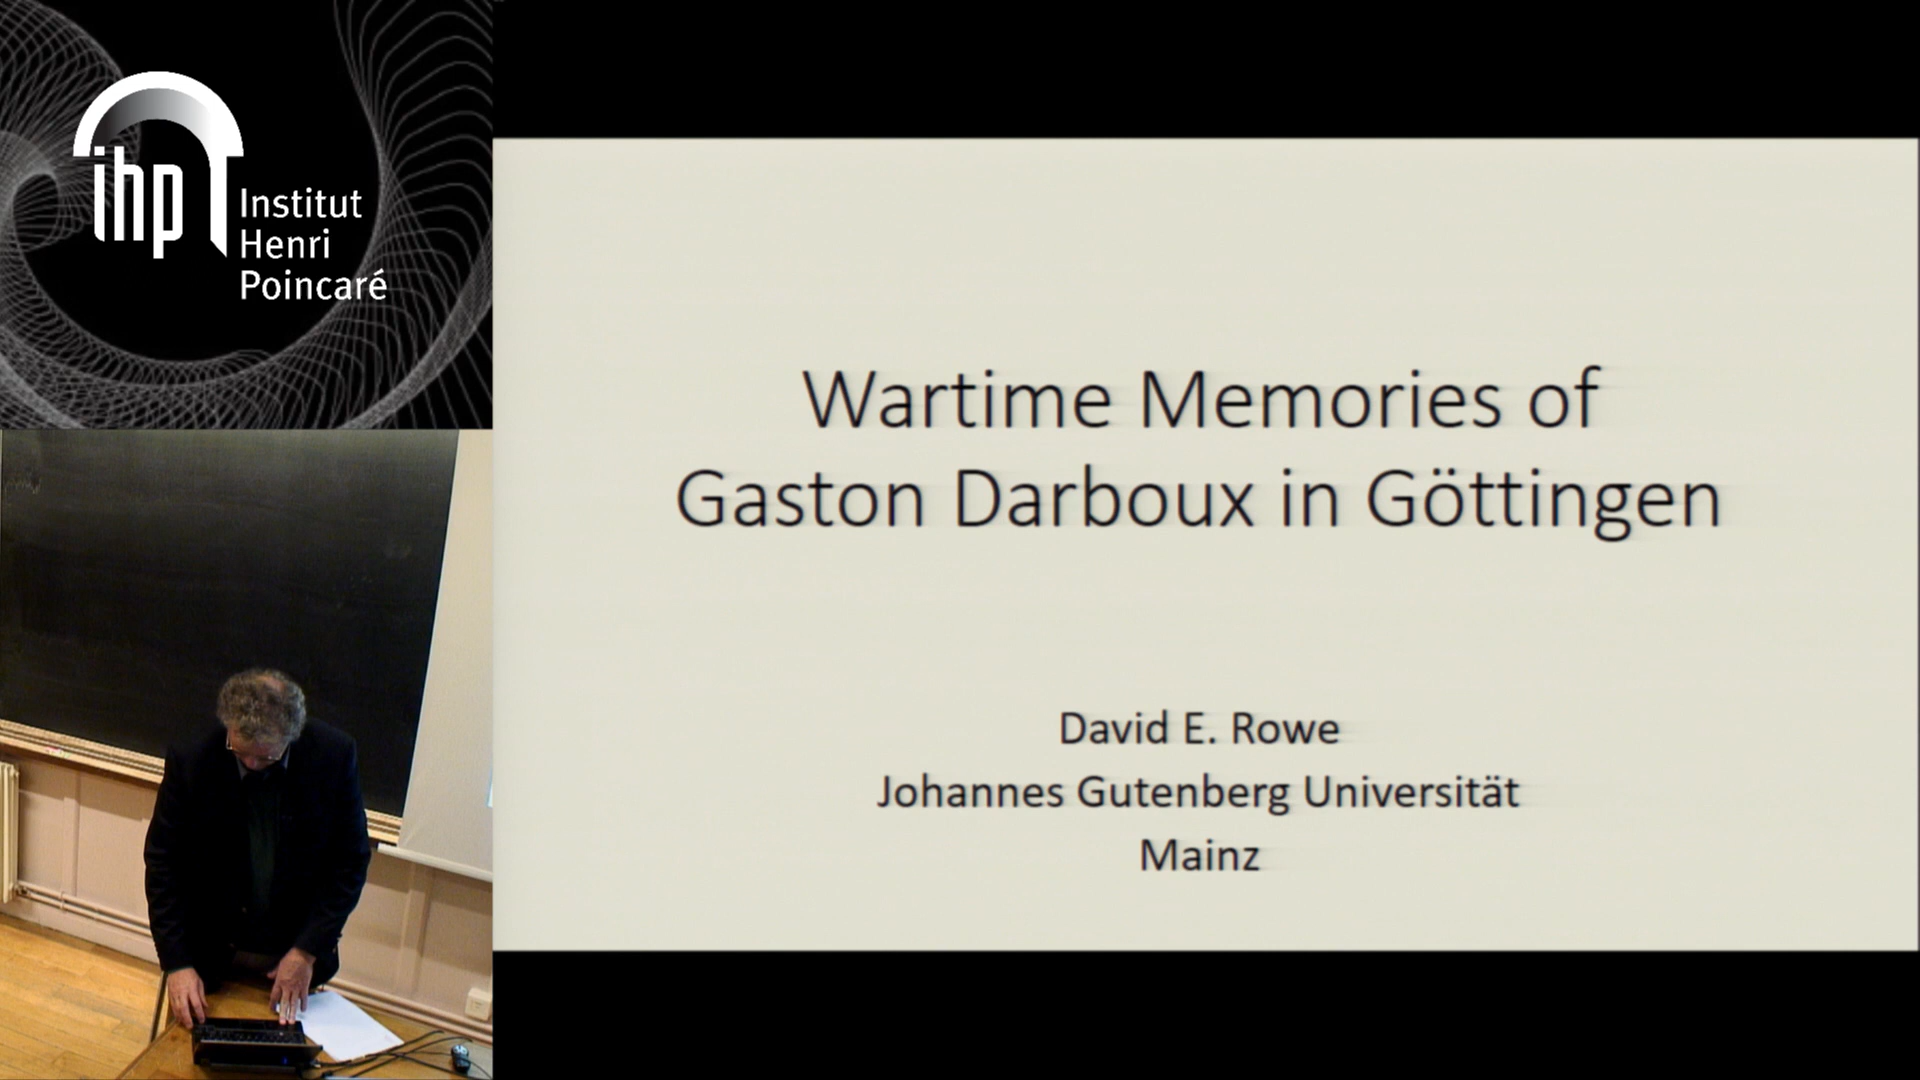 ihp
Institut
Henri
Poincaré
Wartime Memories of
Gaston Darboux in Göttingen
David E. Rowe
Johannes Gutenberg Universität
Mainz